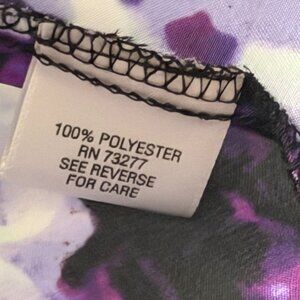 100% POLYESTER
RN 73277
SEE REVERSE
FOR CARE